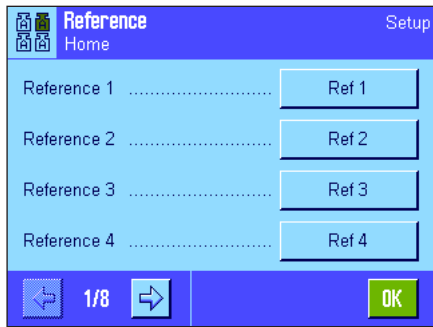 Reference Setup
Home
Reference 1 .......................... Ref 1
Reference 2 .......................... Ref 2
Reference 3 .......................... Ref 3
Reference 4 .......................... Ref 4
1/8 OK